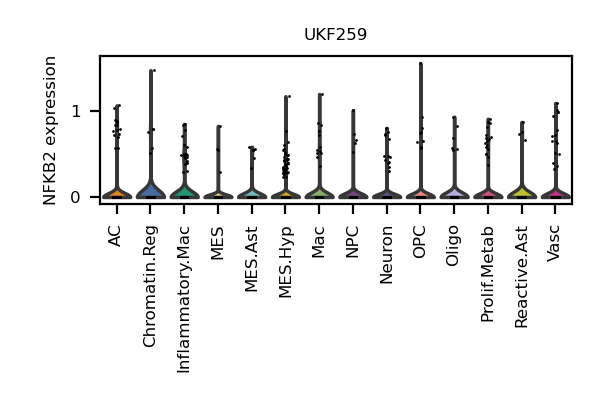 UKF259
NFKB2 expression
1
0
AC
Chromatin.Reg
Inflammatory.Mac
MES
MES.Ast
MES.Hyp
Mac
NPC
Neuron
OPC
Oligo
Prolif.Metab
Reactive.Ast
Vasc